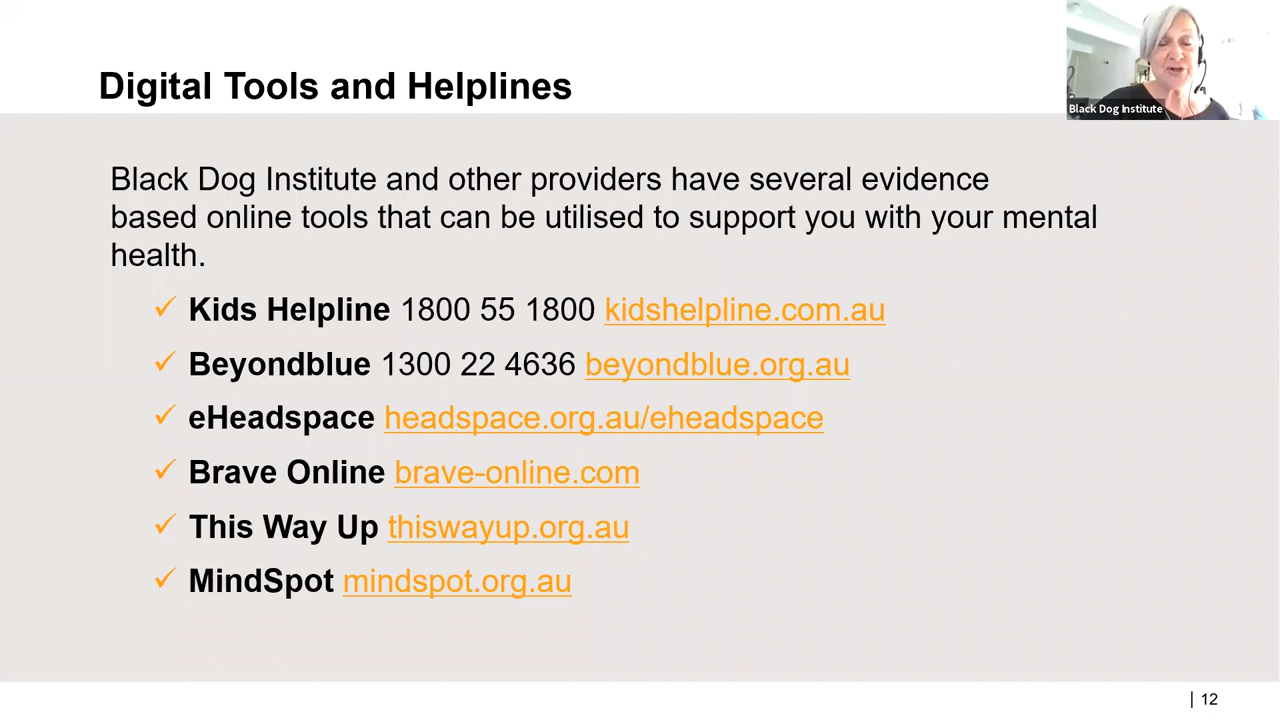 Digital Tools and Helplines
Black Dog Institute
Black Dog Institute and other providers have several evidence
based online tools that can be utilised to support you with your mental
health.
✓ Kids Helpline 1800 55 1800 kidshelpline.com.au
✓ Beyondblue 1300 22 4636 beyondblue.org.au
✓ eHeadspace headspace.org.au/eheadspace
✓ Brave Online brave-online.com
✓ This Way Up thiswayup.org.au
✓ MindSpot mindspot.org.au
| 12